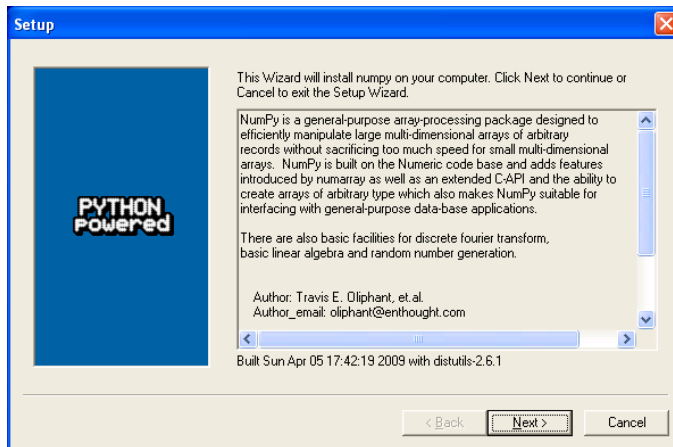 Setup
This Wizard will install numpy on your computer. Click Next to continue or
Cancel to exit the Setup Wizard.
PYTHON
Powered
NumPy is a general-purpose array-processing package designed to
efficiently manipulate large multi-dimensional arrays of arbitrary
records without sacrificing too much speed for small multi-dimensional
arrays.  NumPy is built on the Numeric code base and adds features
introduced by numarray as well as an extended C-API and the ability to
create arrays of arbitrary type which also makes NumPy suitable for
interfacing with general-purpose data-base applications.
There are also basic facilities for discrete fourier transform,
basic linear algebra and random number generation.
Author: Travis E. Oliphant, et.al.
Author_email: oliphant@enthought.com
Built Sun Apr 05 17:42:19 2009 with distutils-2.6.1
< Back
Next >
Cancel